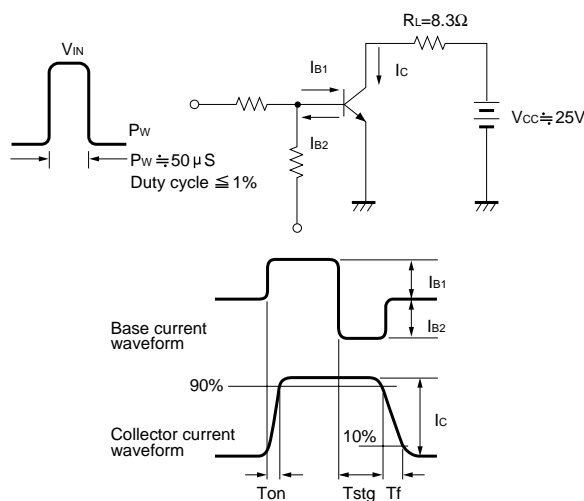 VIN
PW
PW≒50μS
Duty cycle ≦ 1%
IB1
IB2
IC
RL=8.3Ω
VCC≒25V
Base current
waveform
IB1
IB2
90%
Collector current
waveform
10%
IC
Ton
Tstg
Tf